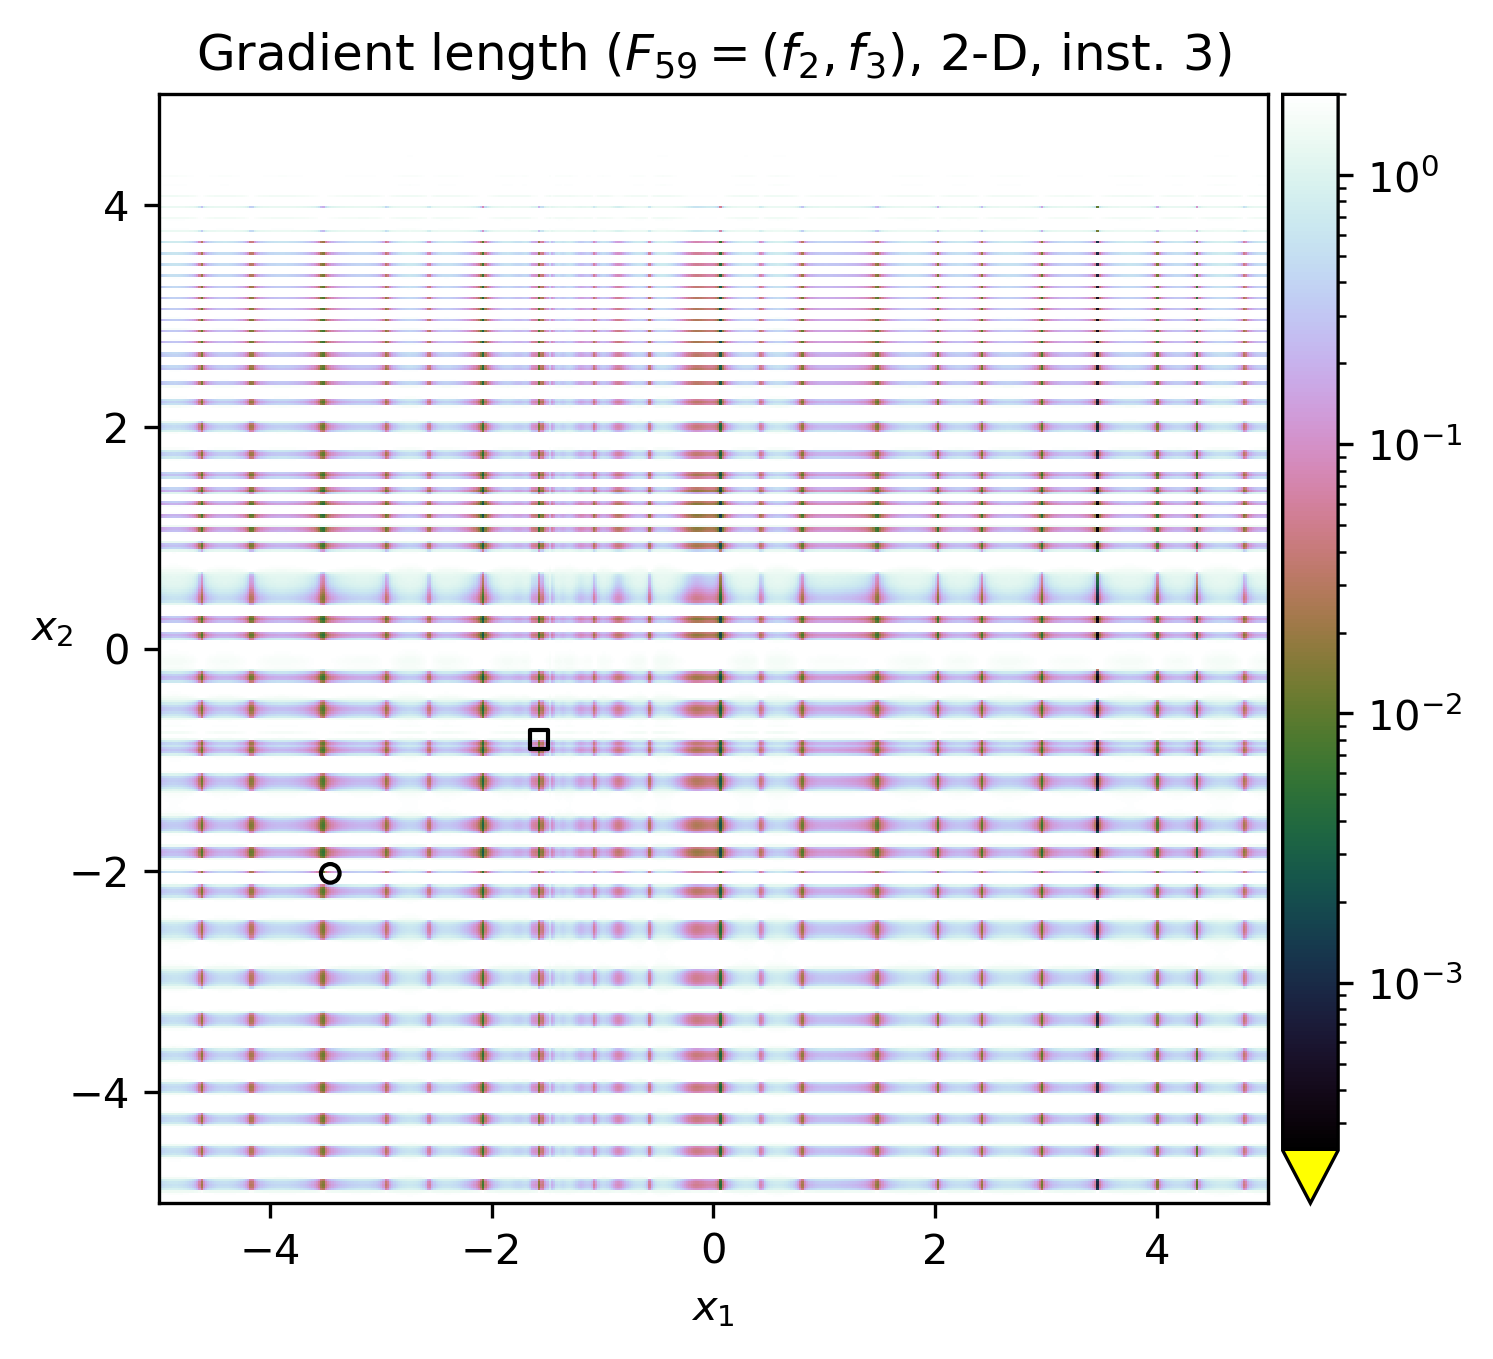 Gradient length (F₅₉ = (f₂, f₃), 2-D, inst. 3)
4
2
0
−2
−4
x₂
−4 −2 0 2 4
x₁
10⁰
10⁻¹
10⁻²
10⁻³